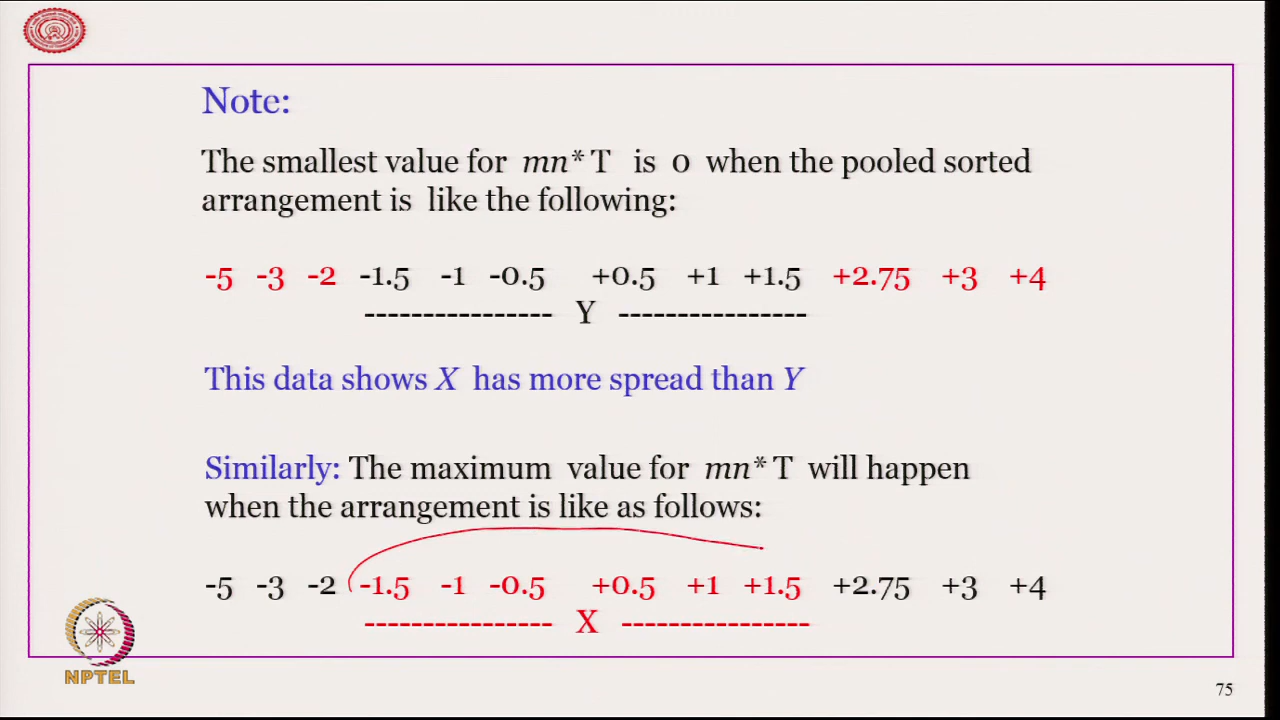 Note:
The smallest value for mn* T is 0 when the pooled sorted
arrangement is like the following:
-5 -3 -2 -1.5 -1 -0.5 +0.5 +1 +1.5 +2.75 +3 +4
---------------- Y ----------------
This data shows X has more spread than Y
Similarly: The maximum value for mn* T will happen
when the arrangement is like as follows:
-5 -3 -2 -1.5 -1 -0.5 +0.5 +1 +1.5 +2.75 +3 +4
---------------- X ----------------
NPTEL
75